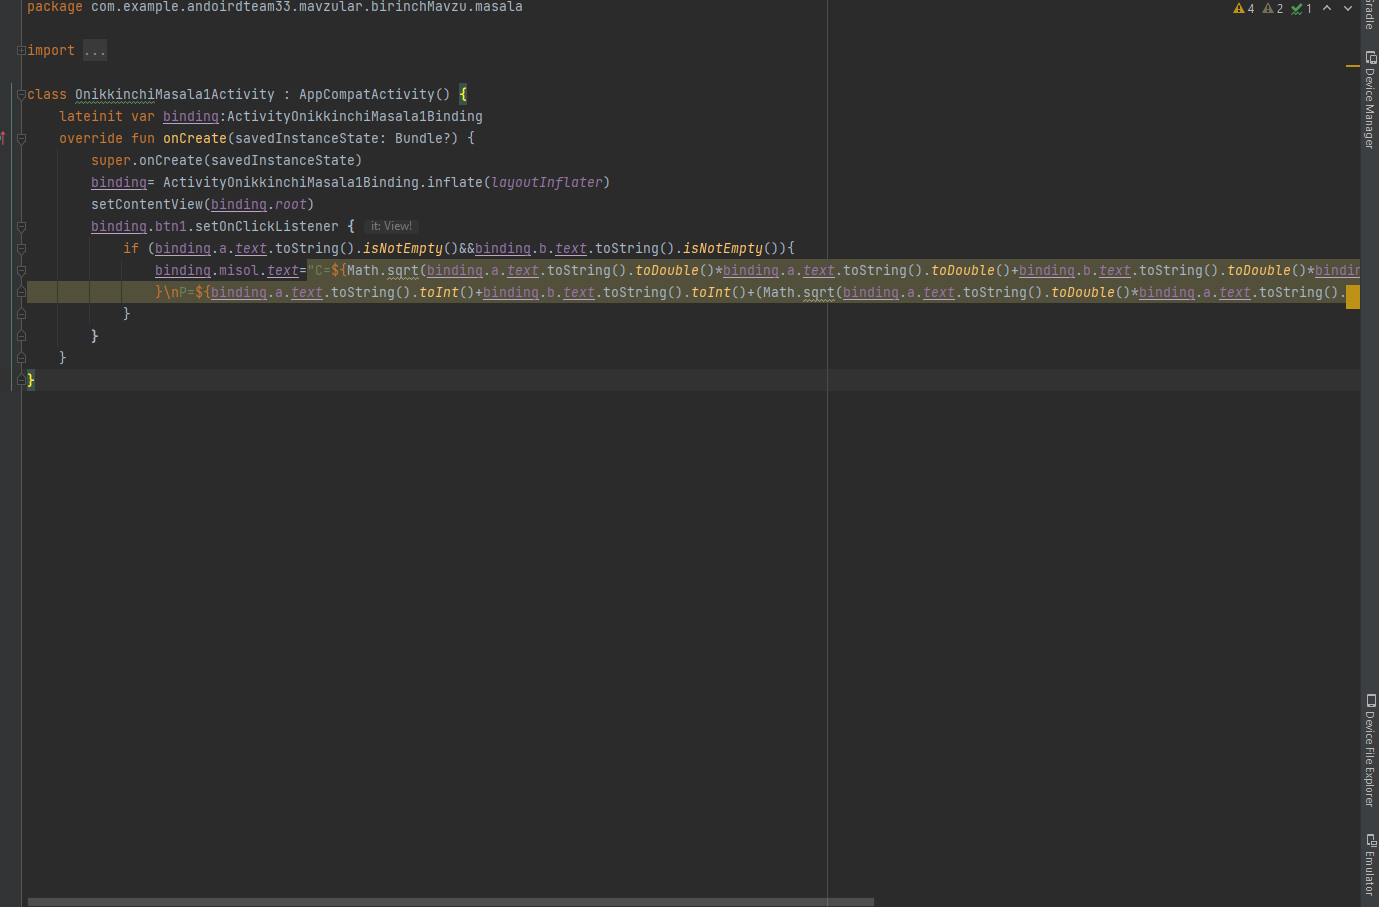 package com.example.andoirdteam33.mavzular.birinchMavzu.masala
4 2 1
import ...
class OnikkinchiMasala1Activity : AppCompatActivity() {
lateinit var binding:ActivityOnikkinchiMasala1Binding
override fun onCreate(savedInstanceState: Bundle?) {
super.onCreate(savedInstanceState)
binding= ActivityOnikkinchiMasala1Binding.inflate(layoutInflater)
setContentView(binding.root)
binding.btn1.setOnClickListener { it: View!
if (binding.a.text.toString().isNotEmpty()&&binding.b.text.toString().isNotEmpty()){
binding.misol.text="C=${Math.sqrt(binding.a.text.toString().toDouble()*binding.a.text.toString().toDouble()+binding.b.text.toString().toDouble()*bindin
}\nP=${binding.a.text.toString().toInt()+binding.b.text.toString().toInt()+(Math.sqrt(binding.a.text.toString().toDouble()*binding.a.text.toString().
}
}
}
}
radle
Device Manager
Device File Explorer
Emulator